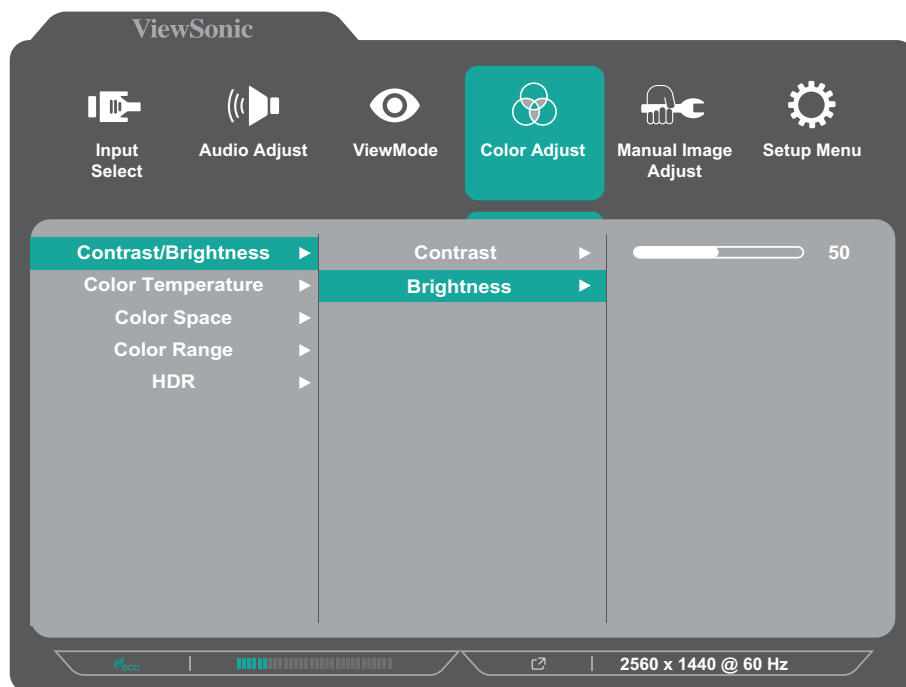 ViewSonic
Input
Select
Audio Adjust
ViewMode
Color Adjust
Manual Image
Adjust
Setup Menu
Contrast/Brightness
Color Temperature
Color Space
Color Range
HDR
Contrast
Brightness
50
eco
2560 x 1440 @ 60 Hz